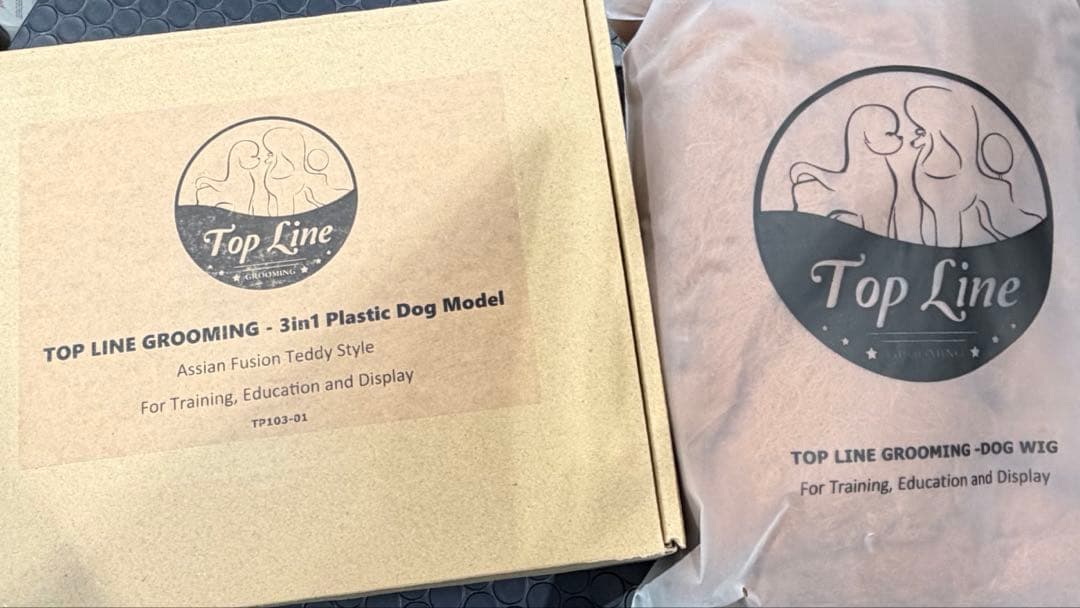 Top Line
GROOMING
TOP LINE GROOMING - 3in1 Plastic Dog Model
Assian Fusion Teddy Style
For Training, Education and Display
TP103-01
Top Line
GROOMING
TOP LINE GROOMING -DOG WIG
For Training, Education and Display